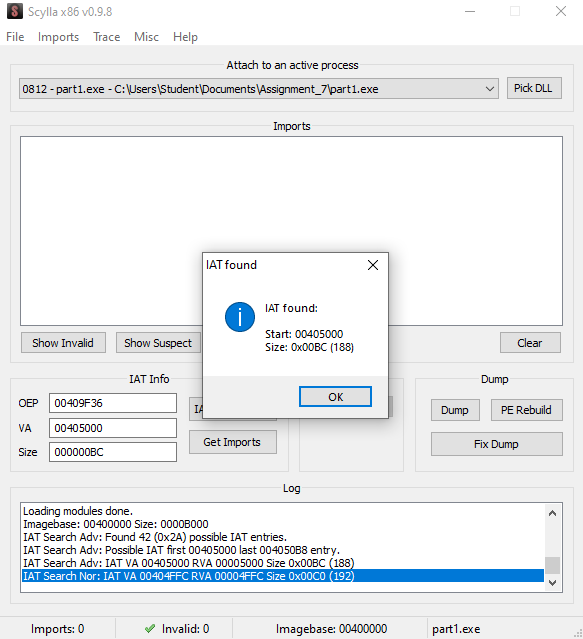 Scylla x86 v0.9.8
File Imports Trace Misc Help
Attach to an active process
0812 - part1.exe - C:\Users\Student\Documents\Assignment_7\part1.exe
Pick DLL
Imports
IAT found
IAT found:
Start: 00405000
Size: 0x00BC (188)
OK
Show Invalid
Show Suspect
Clear
IAT Info
OEP 00409F36
VA 00405000
Size 000000BC
Get Imports
Dump
Dump
PE Rebuild
Fix Dump
Log
Loading modules done.
Imagebase: 00400000 Size: 0000B000
IAT Search Adv: Found 42 (0x2A) possible IAT entries.
IAT Search Adv: Possible IAT first 00405000 last 004050B8 entry.
IAT Search Adv: IAT VA 00405000 RVA 00005000 Size 0x00BC (188)
IAT Search Nor: IAT VA 00404FFC RVA 00004FFC Size 0x00C0 (192)
Imports: 0
Invalid: 0
Imagebase: 00400000
part1.exe